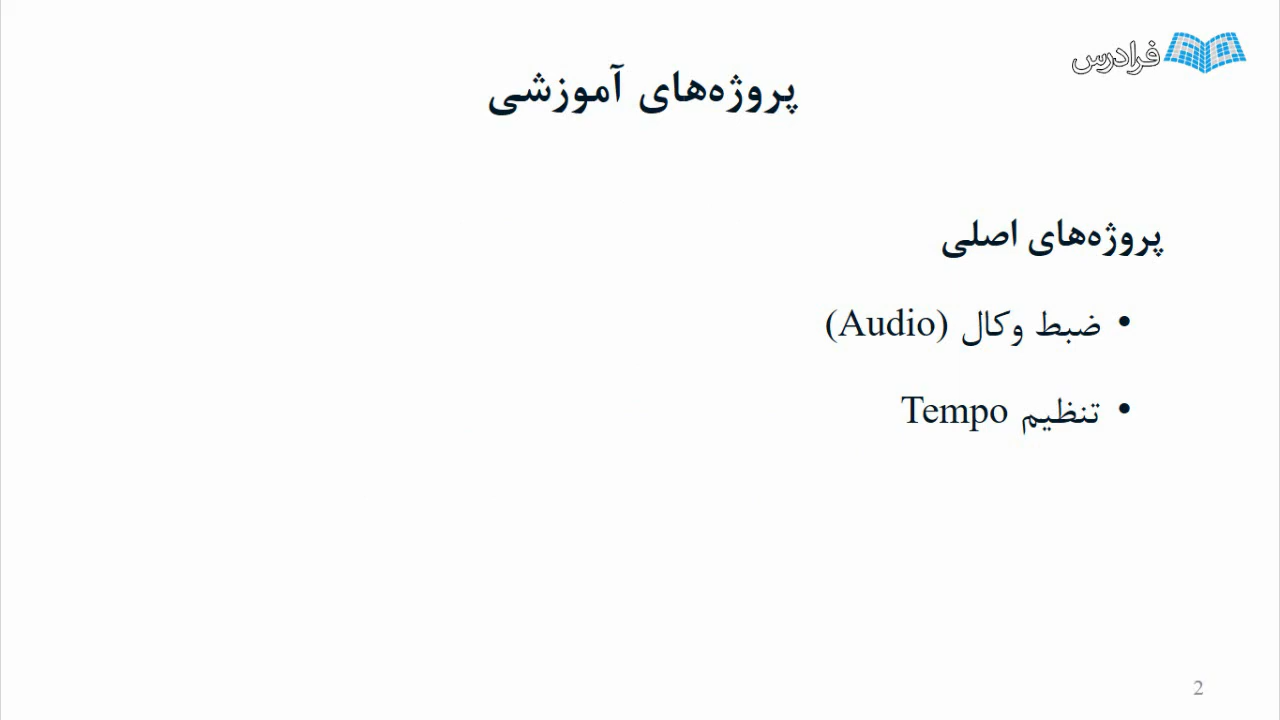 فرادرس
پروژه‌های آموزشی
پروژه‌های اصلی
• ضبط وکال (Audio)
• تنظیم Tempo
2